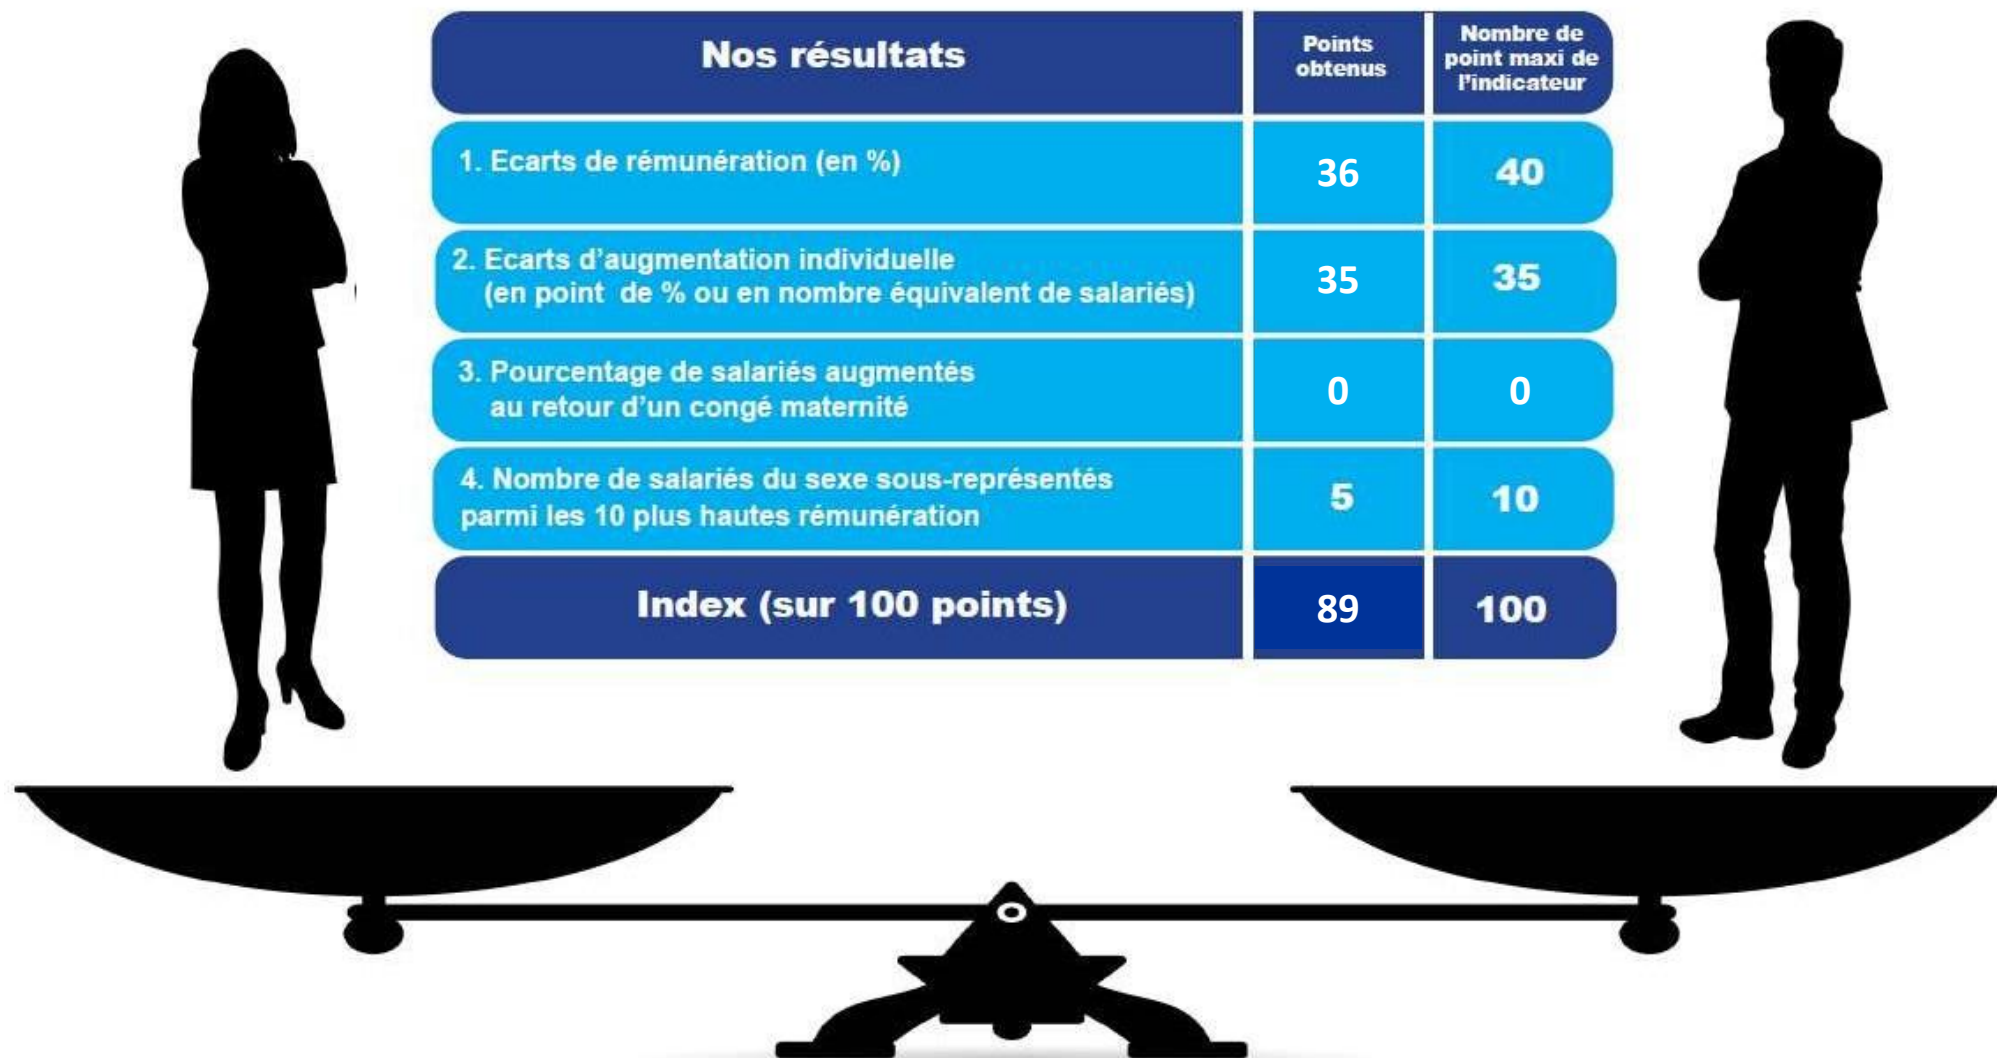 Nos résultats
Points
obtenus
Nombre de
point maxi de
l'indicateur
1. Ecarts de rémunération (en %)
36
40
2. Ecarts d'augmentation individuelle
(en point de % ou en nombre équivalent de salariés)
35
35
3. Pourcentage de salariés augmentés
au retour d'un congé maternité
0
0
4. Nombre de salariés du sexe sous-représentés
parmi les 10 plus hautes rémunération
5
10
Index (sur 100 points)
89
100